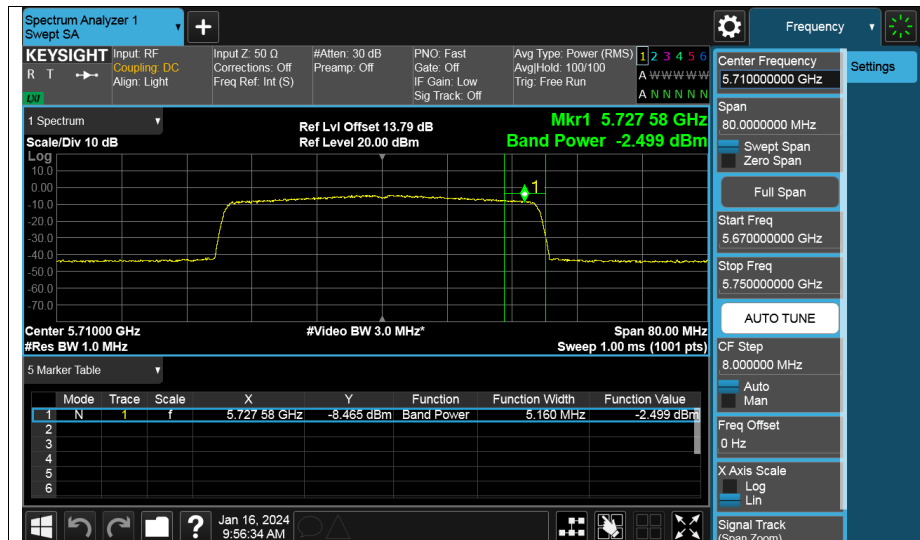 Spectrum Analyzer 1
Swept SA
+
Frequency
KEYSIGHT
R T
LXI
Input: RF
Coupling: DC
Align: Light
Input Z: 50 Ω
Corrections: Off
Freq Ref: Int (S)
#Atten: 30 dB
Preamp: Off
PNO: Fast
Gate: Off
IF Gain: Low
Sig Track: Off
Avg Type: Power (RMS)
Avg|Hold: 100/100
Trig: Free Run
1 2 3 4 5 6
A W W W W W
A N N N N N
Center Frequency
5.710000000 GHz
Settings
Span
80.0000000 MHz
Swept Span
Zero Span
Full Span
Start Freq
5.670000000 GHz
Stop Freq
5.750000000 GHz
AUTO TUNE
CF Step
8.000000 MHz
Auto
Man
Freq Offset
0 Hz
X Axis Scale
Log
Lin
Signal Track
(Span Zoom)
1 Spectrum
Scale/Div 10 dB
Ref Lvl Offset 13.79 dB
Ref Level 20.00 dBm
Mkr1 5.727 58 GHz
Band Power -2.499 dBm
Log
10.0
0.00
-10.0
-20.0
-30.0
-40.0
-50.0
-60.0
-70.0
1
Center 5.71000 GHz
#Res BW 1.0 MHz
#Video BW 3.0 MHz*
Span 80.00 MHz
Sweep 1.00 ms (1001 pts)
5 Marker Table
Mode Trace Scale X Y Function Function Width Function Value
1 N 1 f 5.727 58 GHz -8.465 dBm Band Power 5.160 MHz -2.499 dBm
2
3
4
5
6
?
Jan 16, 2024
9:56:34 AM